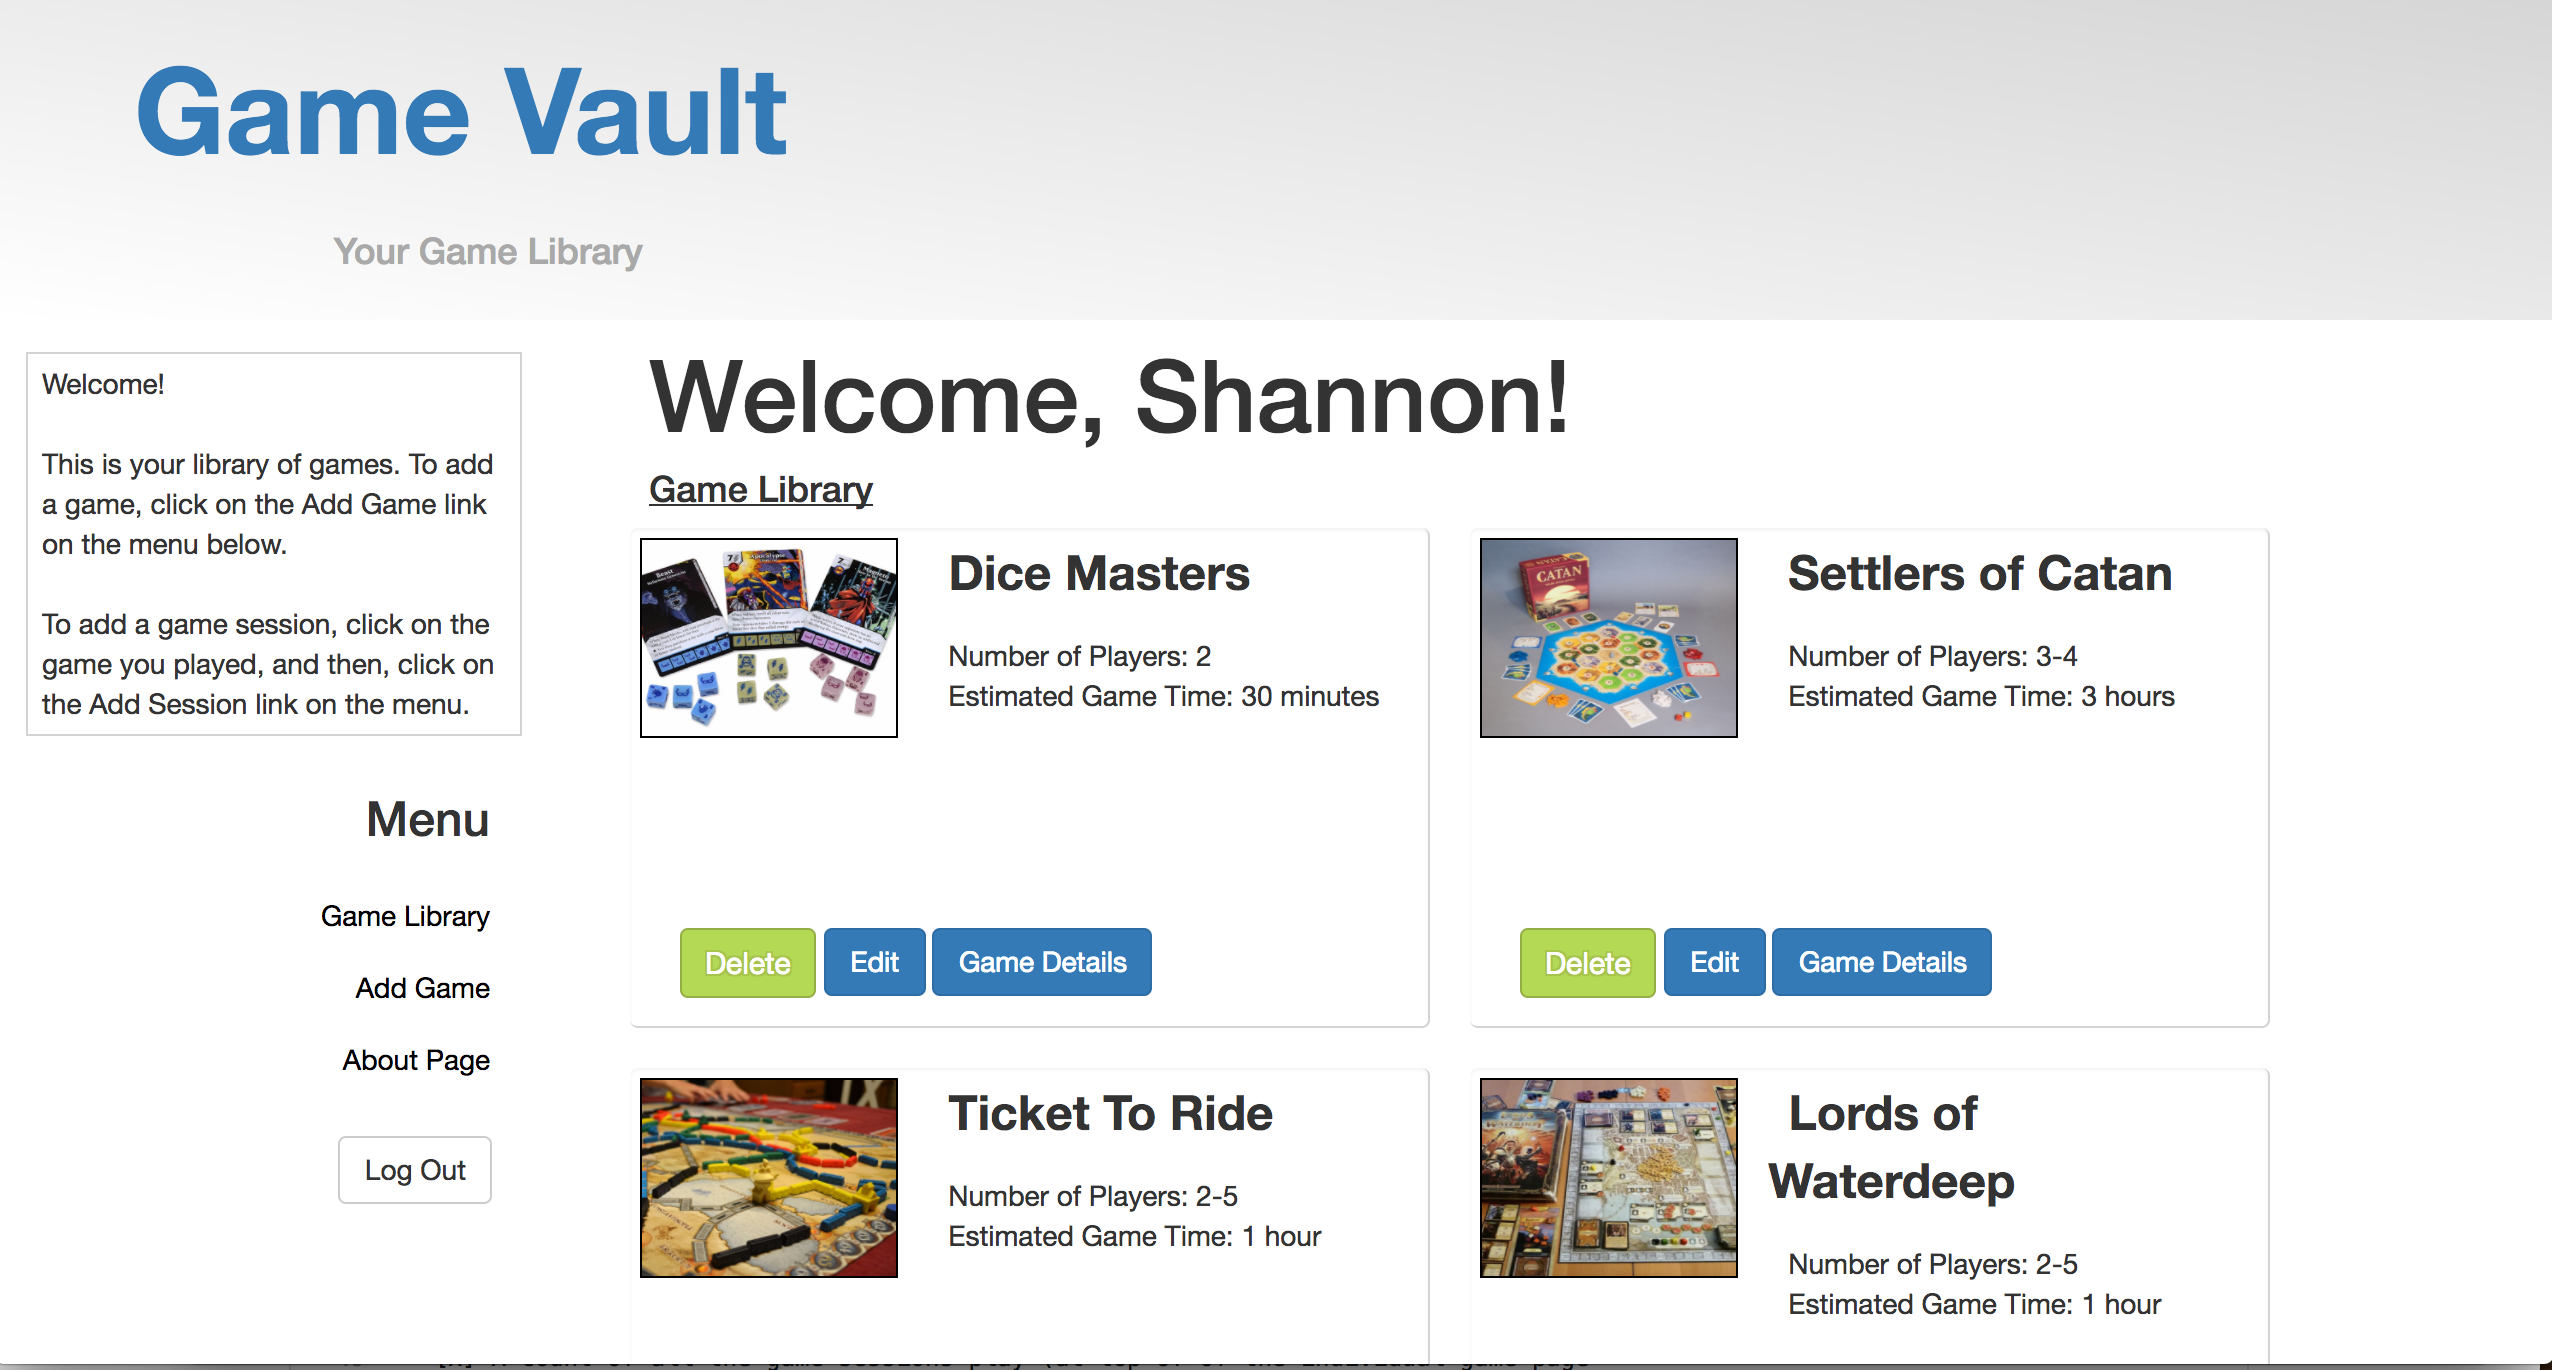 Game Vault
Your Game Library
Welcome!
This is your library of games. To add
a game, click on the Add Game link
on the menu below.
To add a game session, click on the
game you played, and then, click on
the Add Session link on the menu.
Menu
Game Library
Add Game
About Page
Log Out
Welcome, Shannon!
Game Library
Dice Masters
Number of Players: 2
Estimated Game Time: 30 minutes
Delete Edit Game Details
CATAN
Settlers of Catan
Number of Players: 3-4
Estimated Game Time: 3 hours
Delete Edit Game Details
Ticket To Ride
Number of Players: 2-5
Estimated Game Time: 1 hour
Lords of
Waterdeep
Number of Players: 2-5
Estimated Game Time: 1 hour